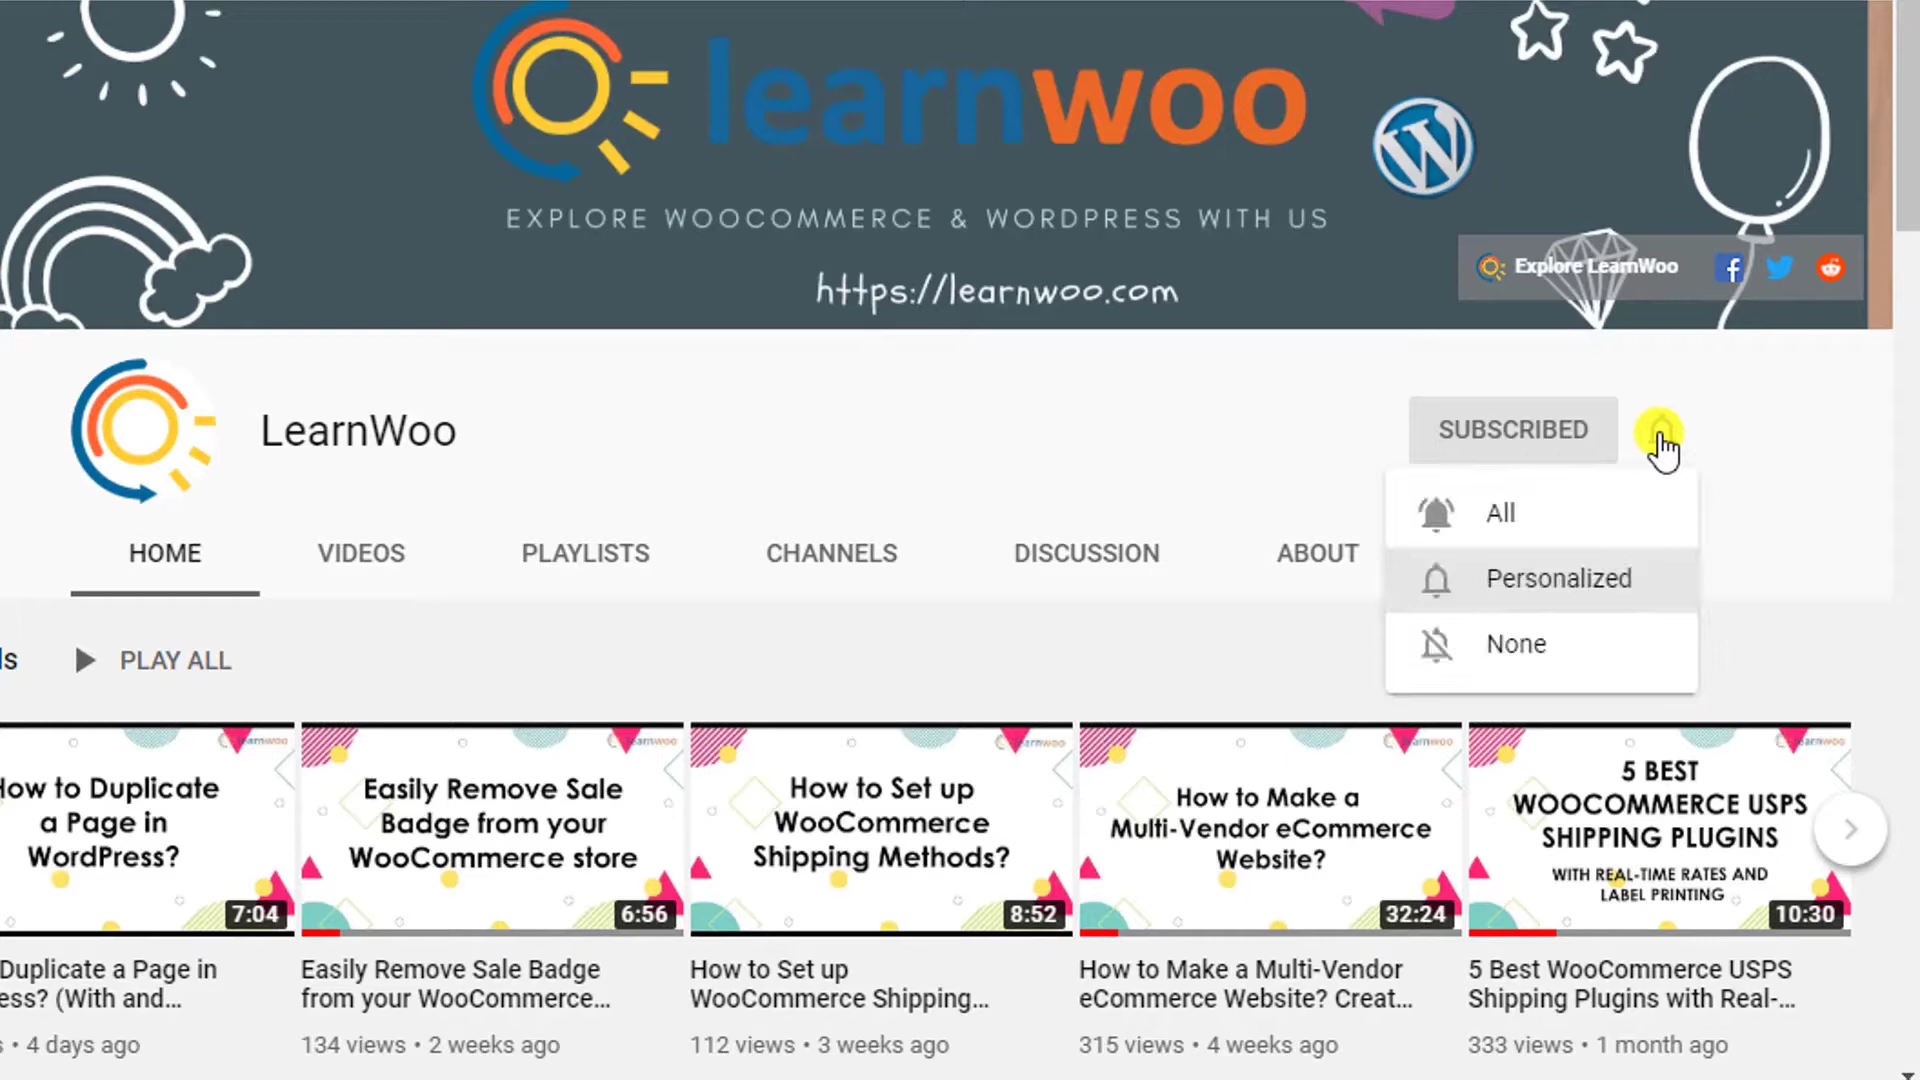 learnwoo
EXPLORE WOOCOMMERCE & WORDPRESS WITH US
https://learnwoo.com
Explore LearnWoo
LearnWoo
SUBSCRIBED
All
Personalized
None
HOME VIDEOS PLAYLISTS CHANNELS DISCUSSION ABOUT
ls PLAY ALL
How to Duplicate
a Page in
WordPress?
7:04
Easily Remove Sale
Badge from your
WooCommerce store
6:56
How to Set up
WooCommerce
Shipping Methods?
8:52
How to Make a
Multi-Vendor eCommerce
Website?
32:24
5 BEST
WOOCOMMERCE USPS
SHIPPING PLUGINS
WITH REAL-TIME RATES AND
LABEL PRINTING
10:30
Duplicate a Page in
ess? (With and...
s • 4 days ago
Easily Remove Sale Badge
from your WooCommerce...
134 views • 2 weeks ago
How to Set up
WooCommerce Shipping...
112 views • 3 weeks ago
How to Make a Multi-Vendor
eCommerce Website? Creat...
315 views • 4 weeks ago
5 Best WooCommerce USPS
Shipping Plugins with Real-...
333 views • 1 month ago